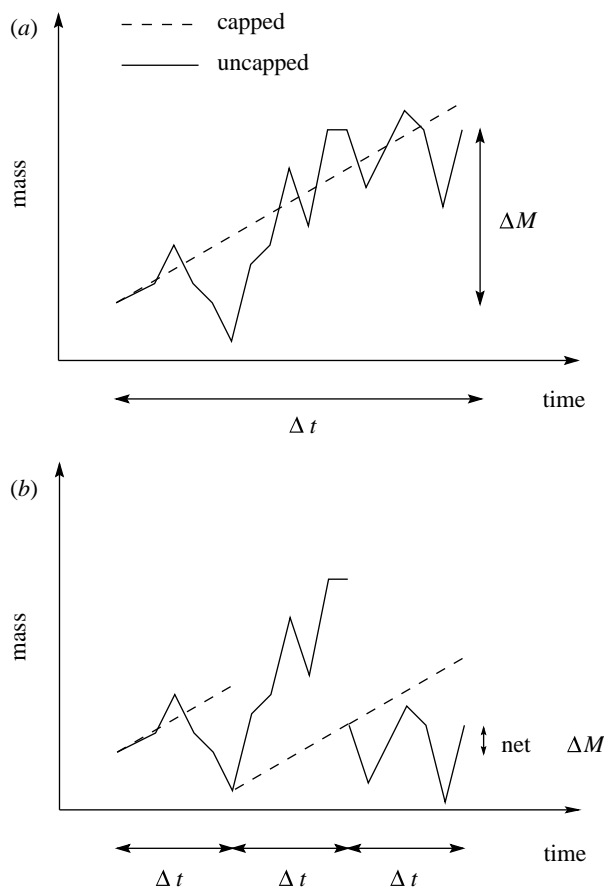 (a)
capped
uncapped
mass
ΔM
time
Δ t
(b)
mass
net ΔM
time
Δ t Δ t Δ t